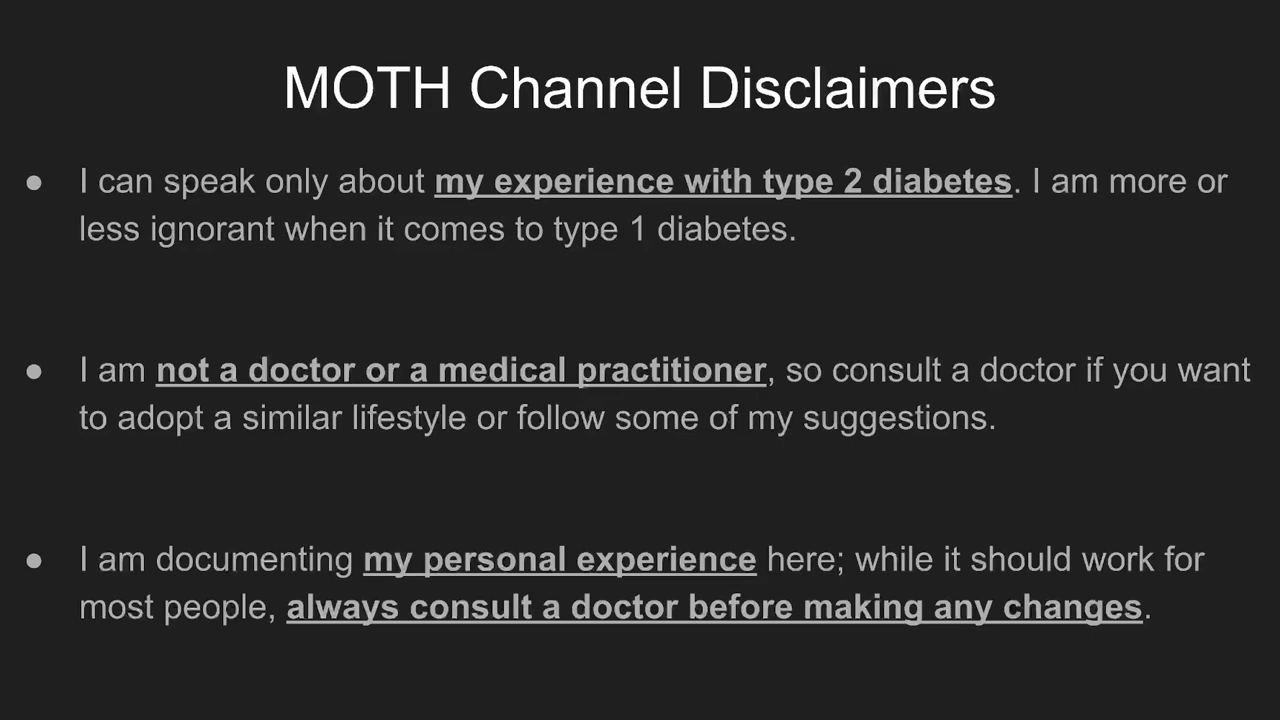 MOTH Channel Disclaimers
● I can speak only about my experience with type 2 diabetes. I am more or
less ignorant when it comes to type 1 diabetes.
● I am not a doctor or a medical practitioner, so consult a doctor if you want
to adopt a similar lifestyle or follow some of my suggestions.
● I am documenting my personal experience here; while it should work for
most people, always consult a doctor before making any changes.